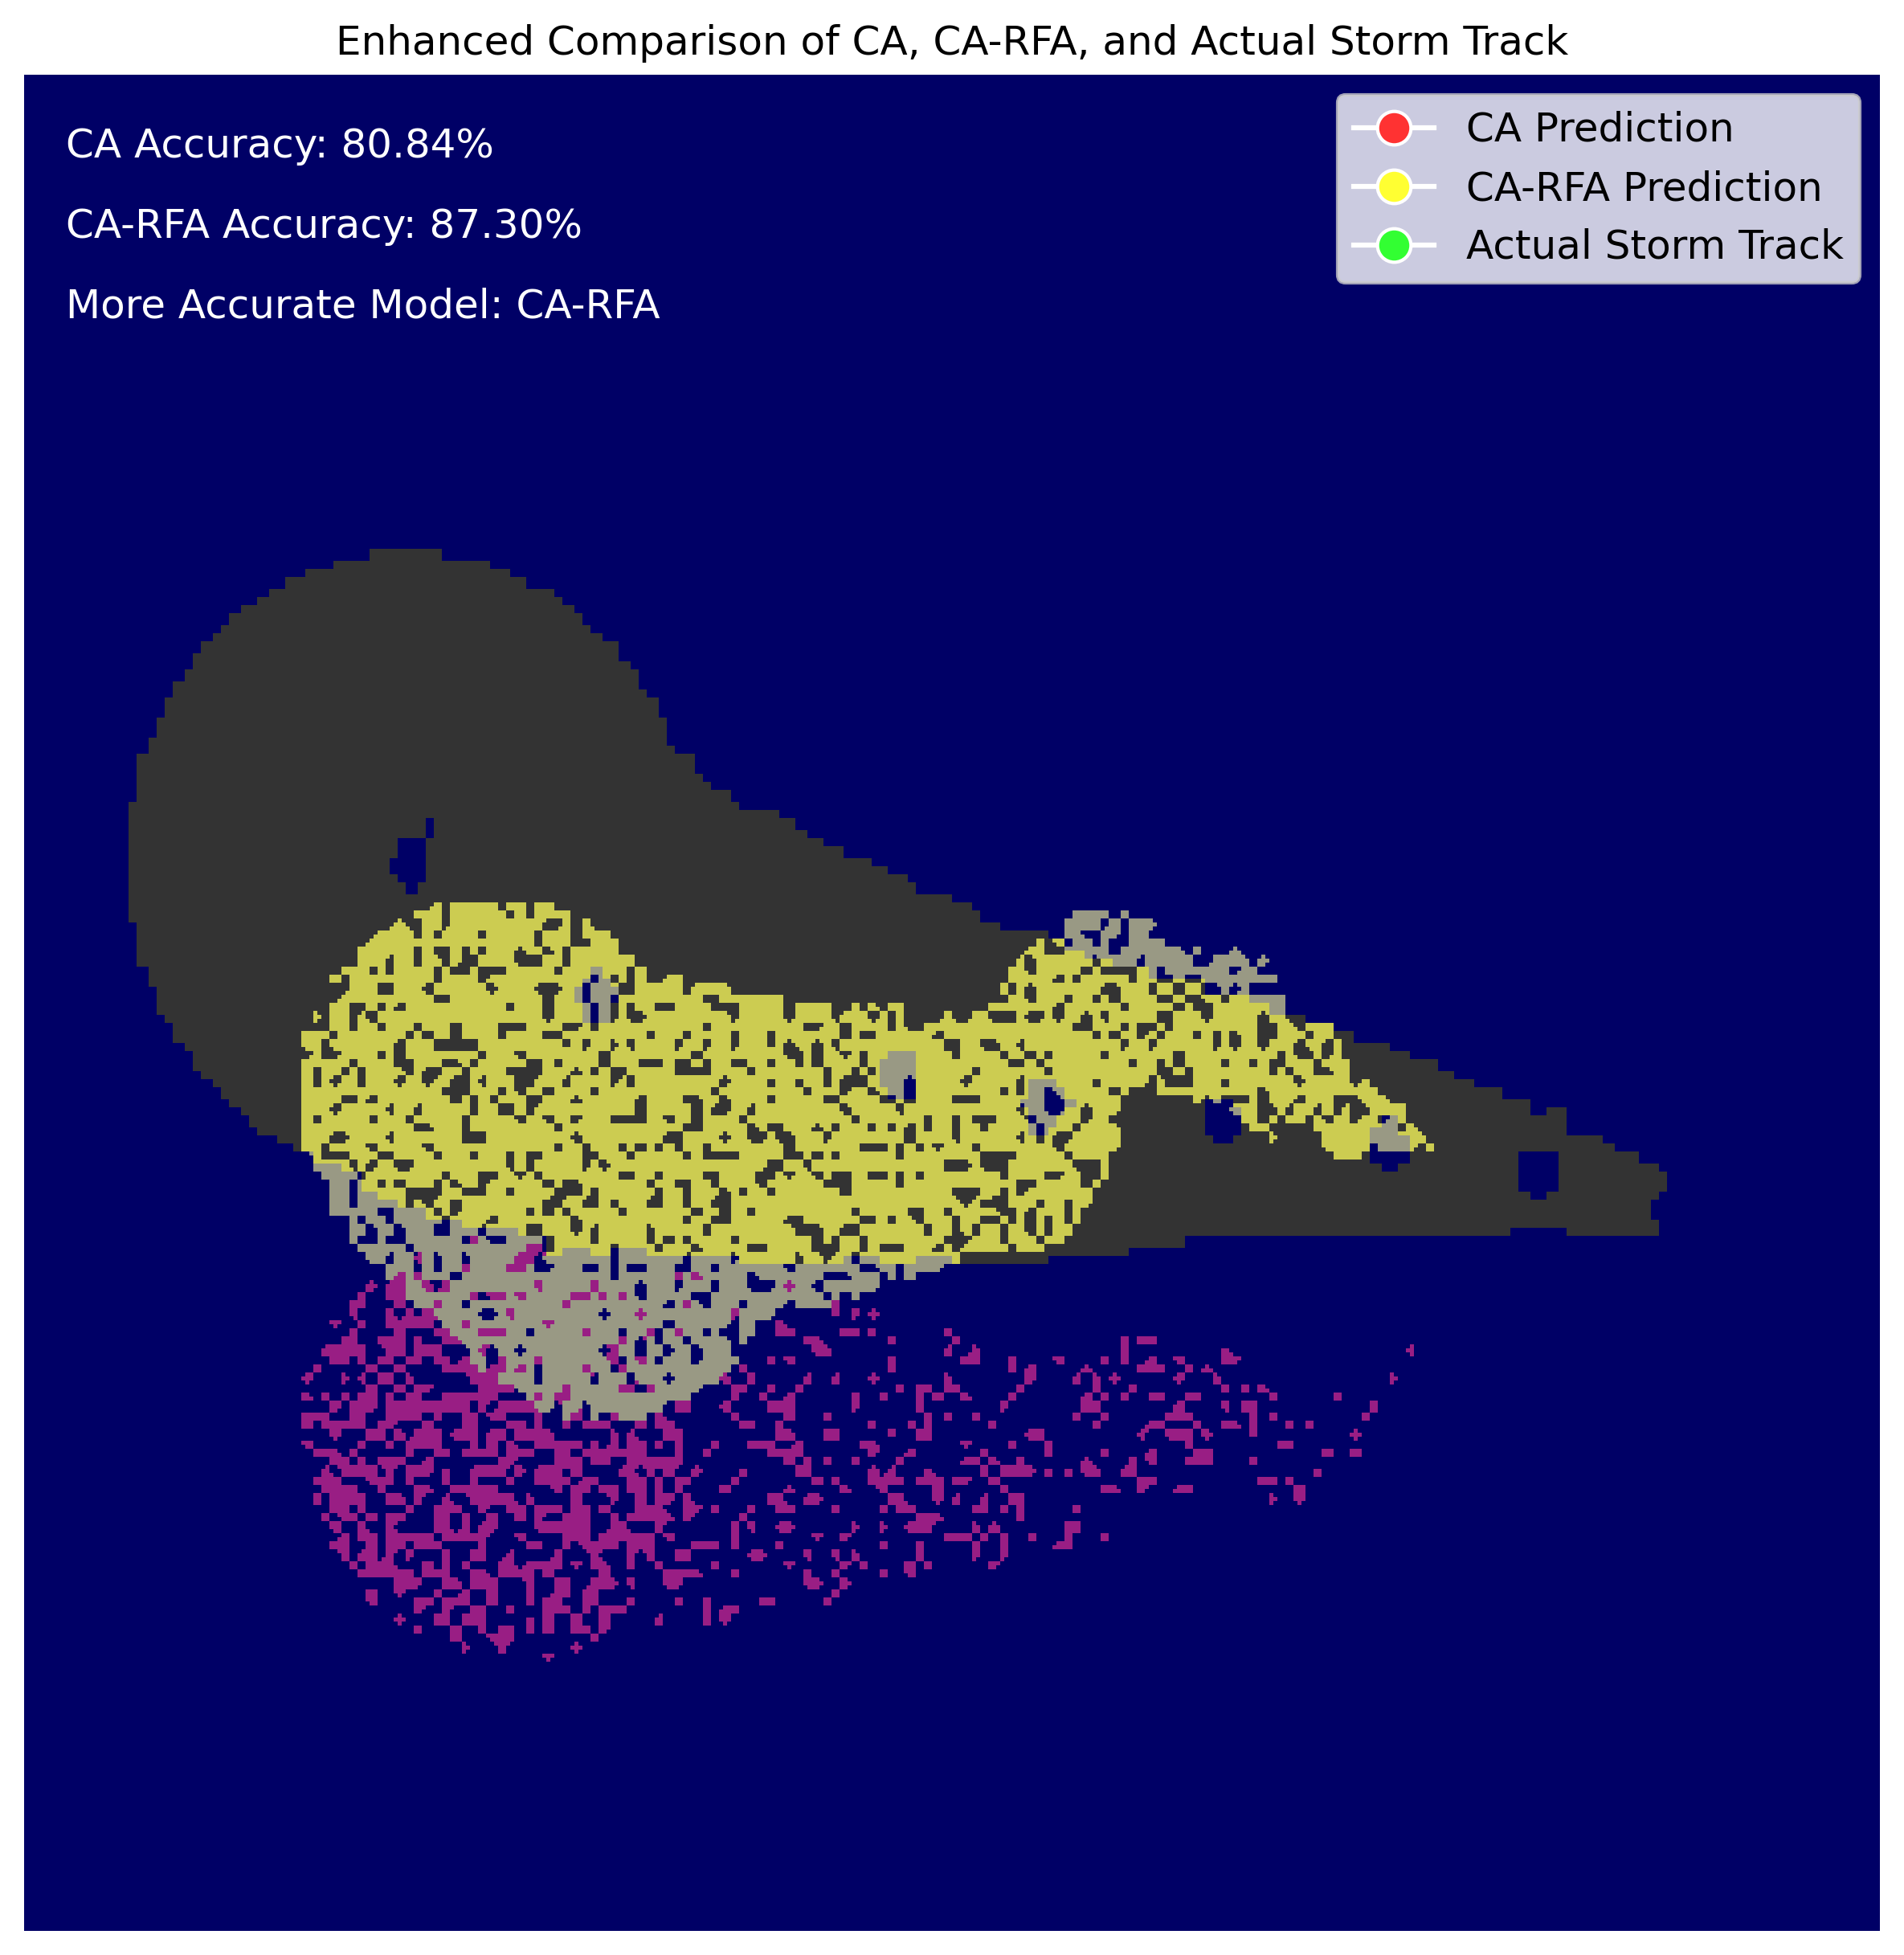 Enhanced Comparison of CA, CA-RFA, and Actual Storm Track
CA Accuracy: 80.84%
CA-RFA Accuracy: 87.30%
More Accurate Model: CA-RFA
CA Prediction
CA-RFA Prediction
Actual Storm Track